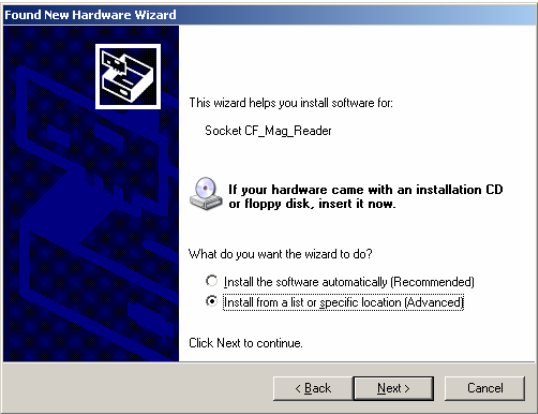 Found New Hardware Wizard
This wizard helps you install software for:
Socket CF_Mag_Reader
If your hardware came with an installation CD
or floppy disk, insert it now.
What do you want the wizard to do?
Install the software automatically (Recommended)
Install from a list or specific location (Advanced)
Click Next to continue.
< Back Next > Cancel